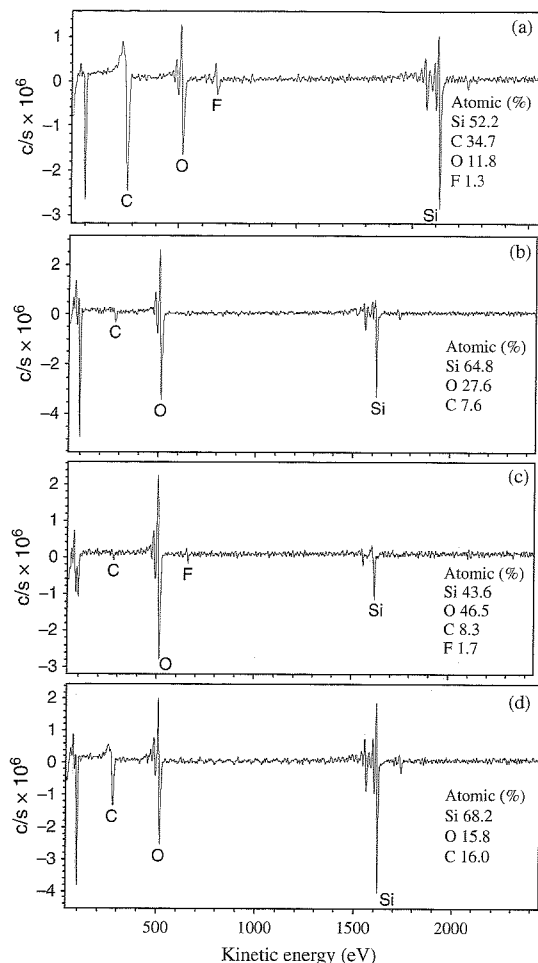 (a)
c/s × 10⁶
1
0
−1
−2
−3
C
O
F
Si
Atomic (%)
Si 52.2
C 34.7
O 11.8
F 1.3
(b)
c/s × 10⁶
2
0
−2
−4
C
O
Si
Atomic (%)
Si 64.8
O 27.6
C 7.6
(c)
c/s × 10⁶
2
1
0
−1
−2
−3
C
O
F
Si
Atomic (%)
Si 43.6
O 46.5
C 8.3
F 1.7
(d)
c/s × 10⁶
2
1
0
−1
−2
−3
−4
C
O
Si
Atomic (%)
Si 68.2
O 15.8
C 16.0
500 1000 1500 2000
Kinetic energy (eV)